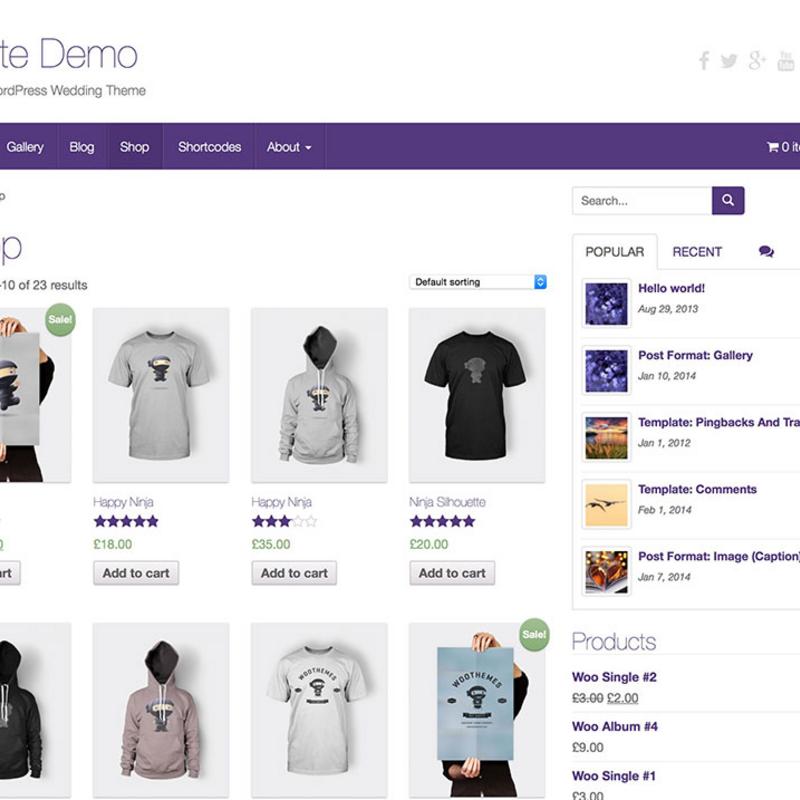 te Demo
ordPress Wedding Theme
Gallery Blog Shop Shortcodes About 0 ite
p
op
-10 of 23 results
Default sorting
Search...
POPULAR RECENT
Hello world!
Aug 29, 2013
Post Format: Gallery
Jan 10, 2014
Template: Pingbacks And Tra
Jan 1, 2012
Template: Comments
Feb 1, 2014
Post Format: Image (Caption)
Jan 7, 2014
Sale!
Happy Ninja
£18.00
Add to cart
Happy Ninja
£35.00
Add to cart
Ninja Silhouette
£20.00
Add to cart
0
art
WOOTHEMES
Sale!
WOOTHEMES
Products
Woo Single #2
£3.00 £2.00
Woo Album #4
£9.00
Woo Single #1
£3.00